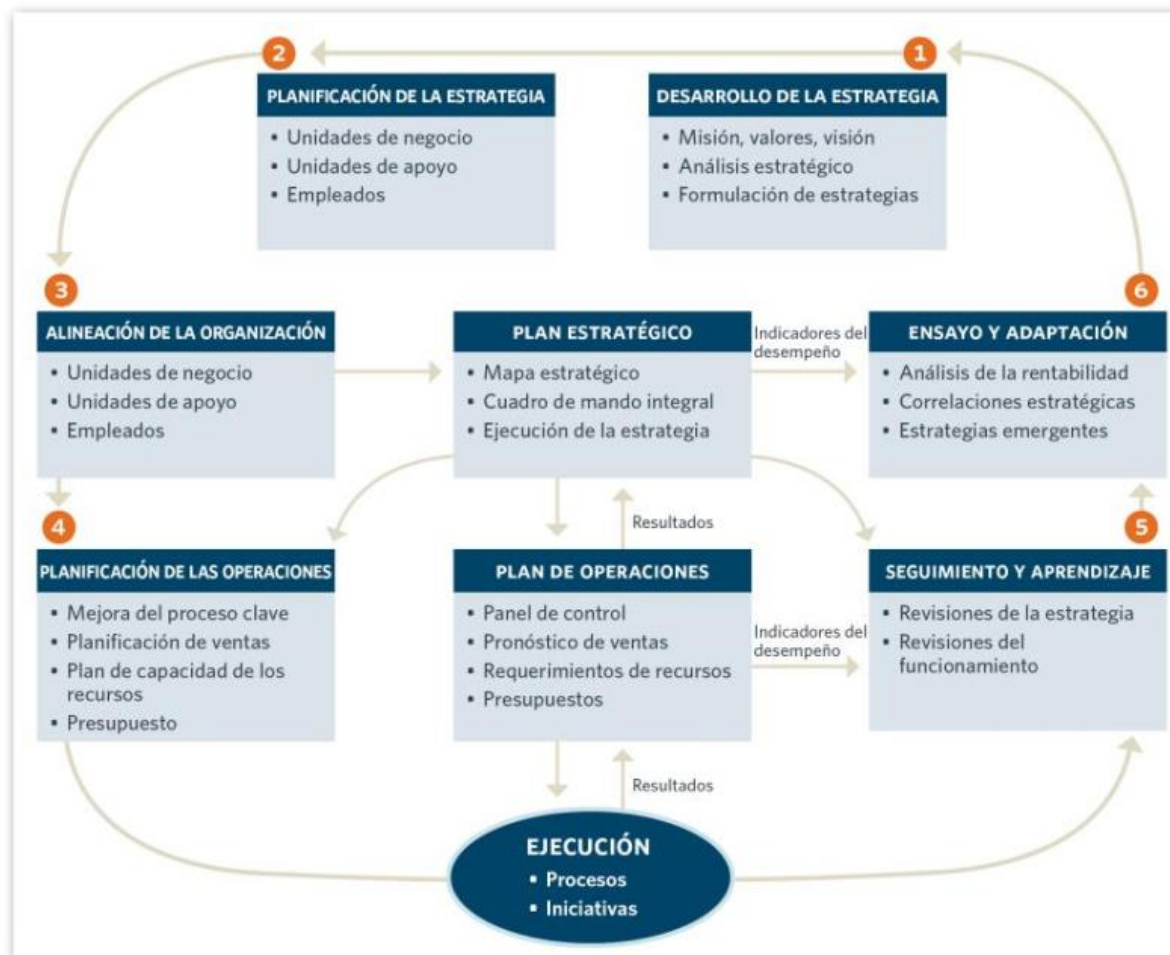 2
1
PLANIFICACIÓN DE LA ESTRATEGIA
▪ Unidades de negocio
▪ Unidades de apoyo
▪ Empleados
DESARROLLO DE LA ESTRATEGIA
▪ Misión, valores, visión
▪ Análisis estratégico
▪ Formulación de estrategias
3
6
ALINEACIÓN DE LA ORGANIZACIÓN
▪ Unidades de negocio
▪ Unidades de apoyo
▪ Empleados
PLAN ESTRATÉGICO
▪ Mapa estratégico
▪ Cuadro de mando integral
▪ Ejecución de la estrategia
Indicadores del
desempeño
ENSAYO Y ADAPTACIÓN
▪ Análisis de la rentabilidad
▪ Correlaciones estratégicas
▪ Estrategias emergentes
4
Resultados
5
PLANIFICACIÓN DE LAS OPERACIONES
▪ Mejora del proceso clave
▪ Planificación de ventas
▪ Plan de capacidad de los
recursos
▪ Presupuesto
PLAN DE OPERACIONES
▪ Panel de control
▪ Pronóstico de ventas
▪ Requerimientos de recursos
▪ Presupuestos
Indicadores del
desempeño
SEGUIMIENTO Y APRENDIZAJE
▪ Revisiones de la estrategia
▪ Revisiones del
funcionamiento
Resultados
EJECUCIÓN
▪ Procesos
▪ Iniciativas